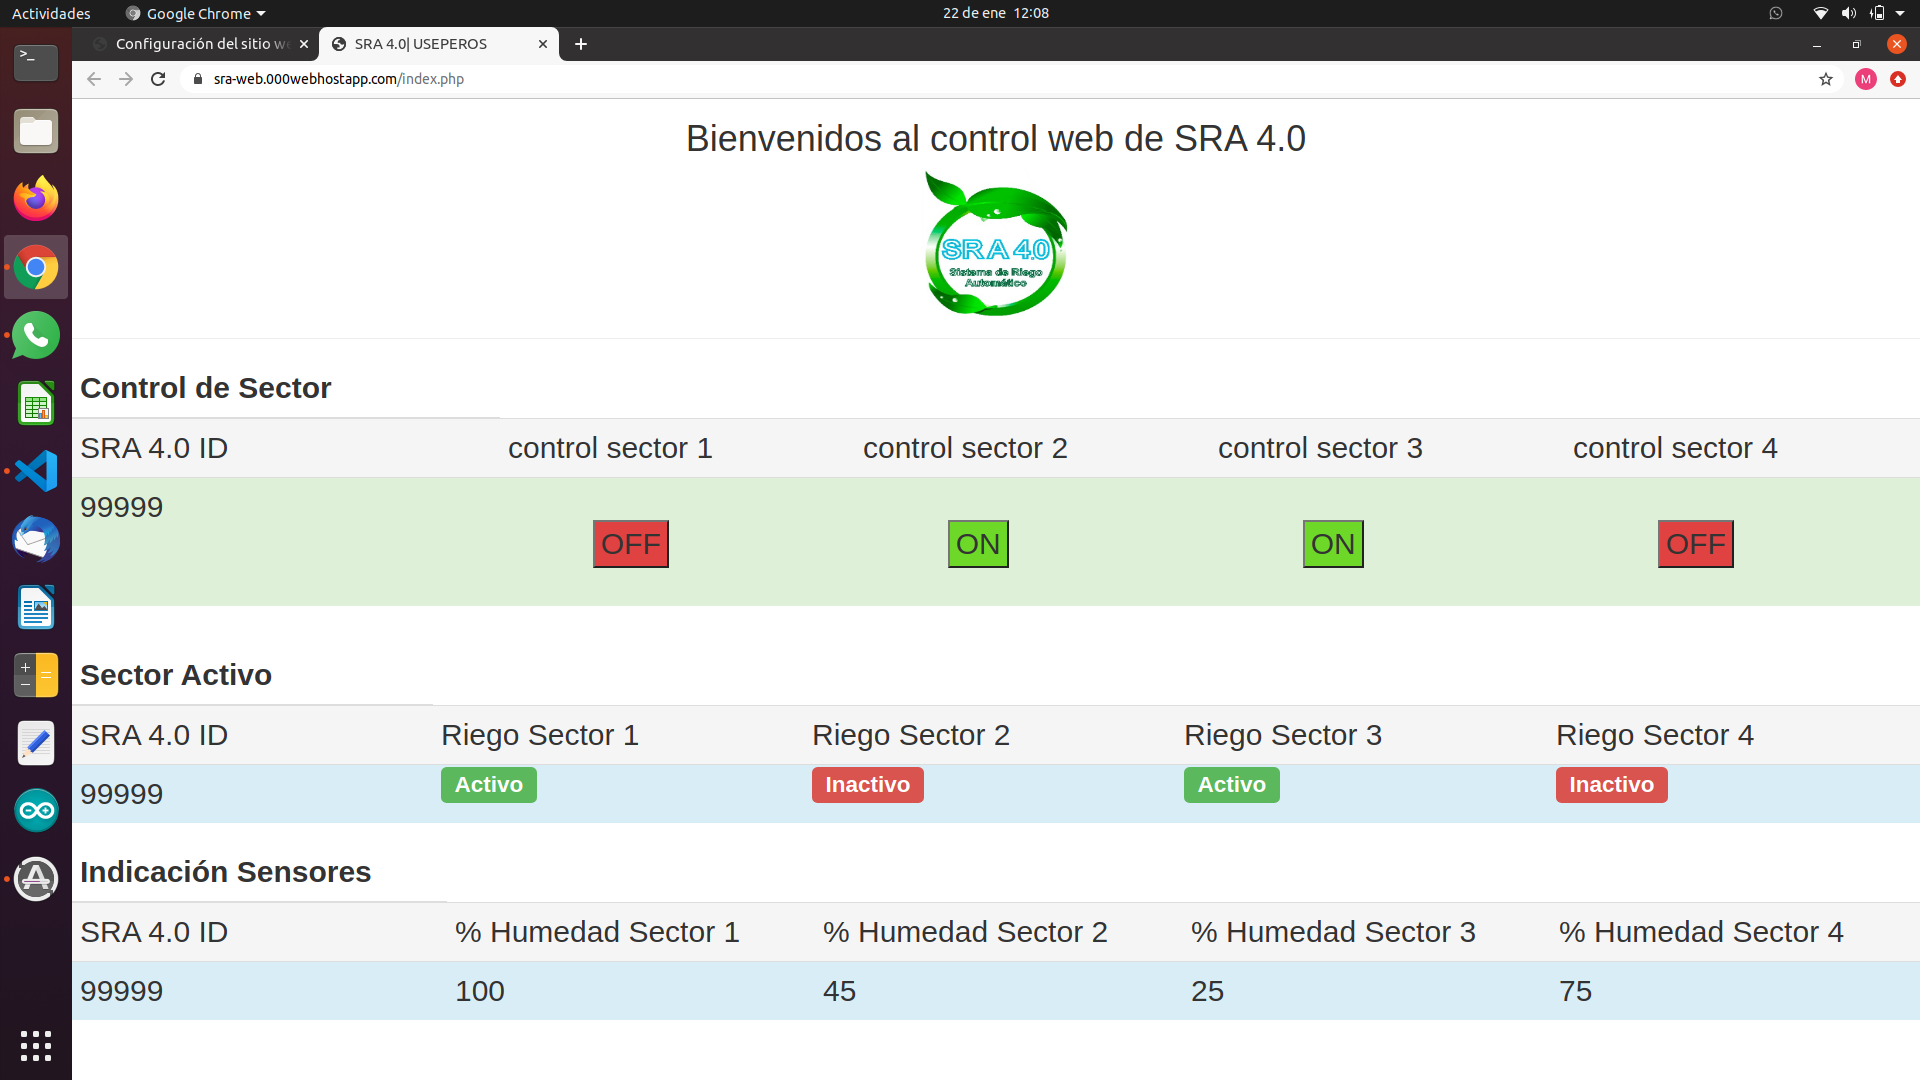 Actividades Google Chrome 22 de ene 12:08
Configuración del sitio we SRA 4.0| USEPEROS
sra-web.000webhostapp.com/index.php M
Bienvenidos al control web de SRA 4.0
SRA 4.0
Sistema de Riego
Automático
Control de Sector
SRA 4.0 ID control sector 1 control sector 2 control sector 3 control sector 4
99999
OFF ON ON OFF
Sector Activo
SRA 4.0 ID Riego Sector 1 Riego Sector 2 Riego Sector 3 Riego Sector 4
99999 Activo Inactivo Activo Inactivo
Indicación Sensores
SRA 4.0 ID % Humedad Sector 1 % Humedad Sector 2 % Humedad Sector 3 % Humedad Sector 4
99999 100 45 25 75